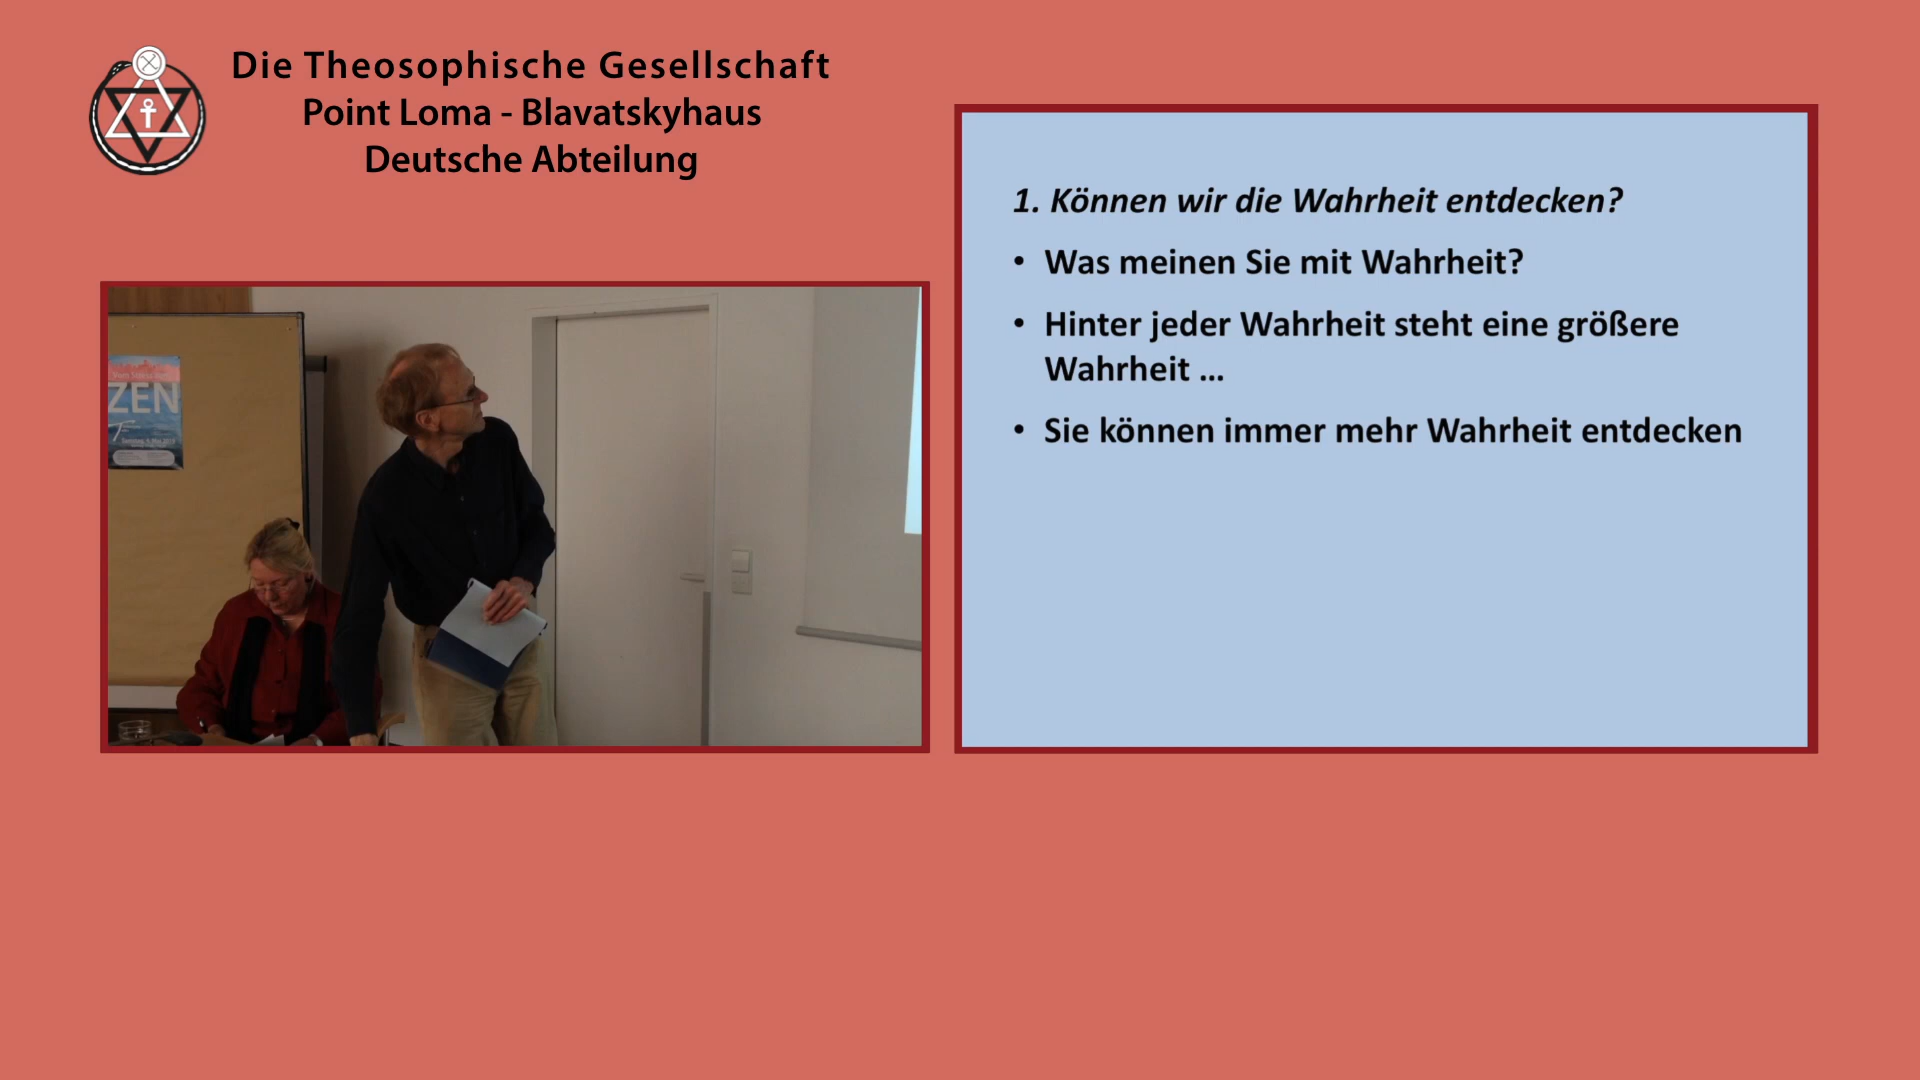 Die Theosophische Gesellschaft
Point Loma - Blavatskyhaus
Deutsche Abteilung
1. Können wir die Wahrheit entdecken?
• Was meinen Sie mit Wahrheit?
• Hinter jeder Wahrheit steht eine größere
Wahrheit ...
• Sie können immer mehr Wahrheit entdecken
ZEN